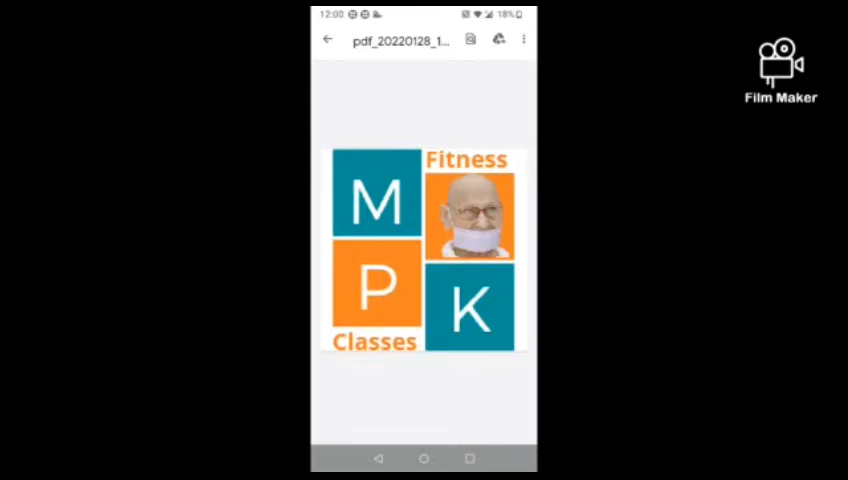 12:00
18%
pdf_20220128_1...
Film Maker
Fitness
M
P
K
Classes